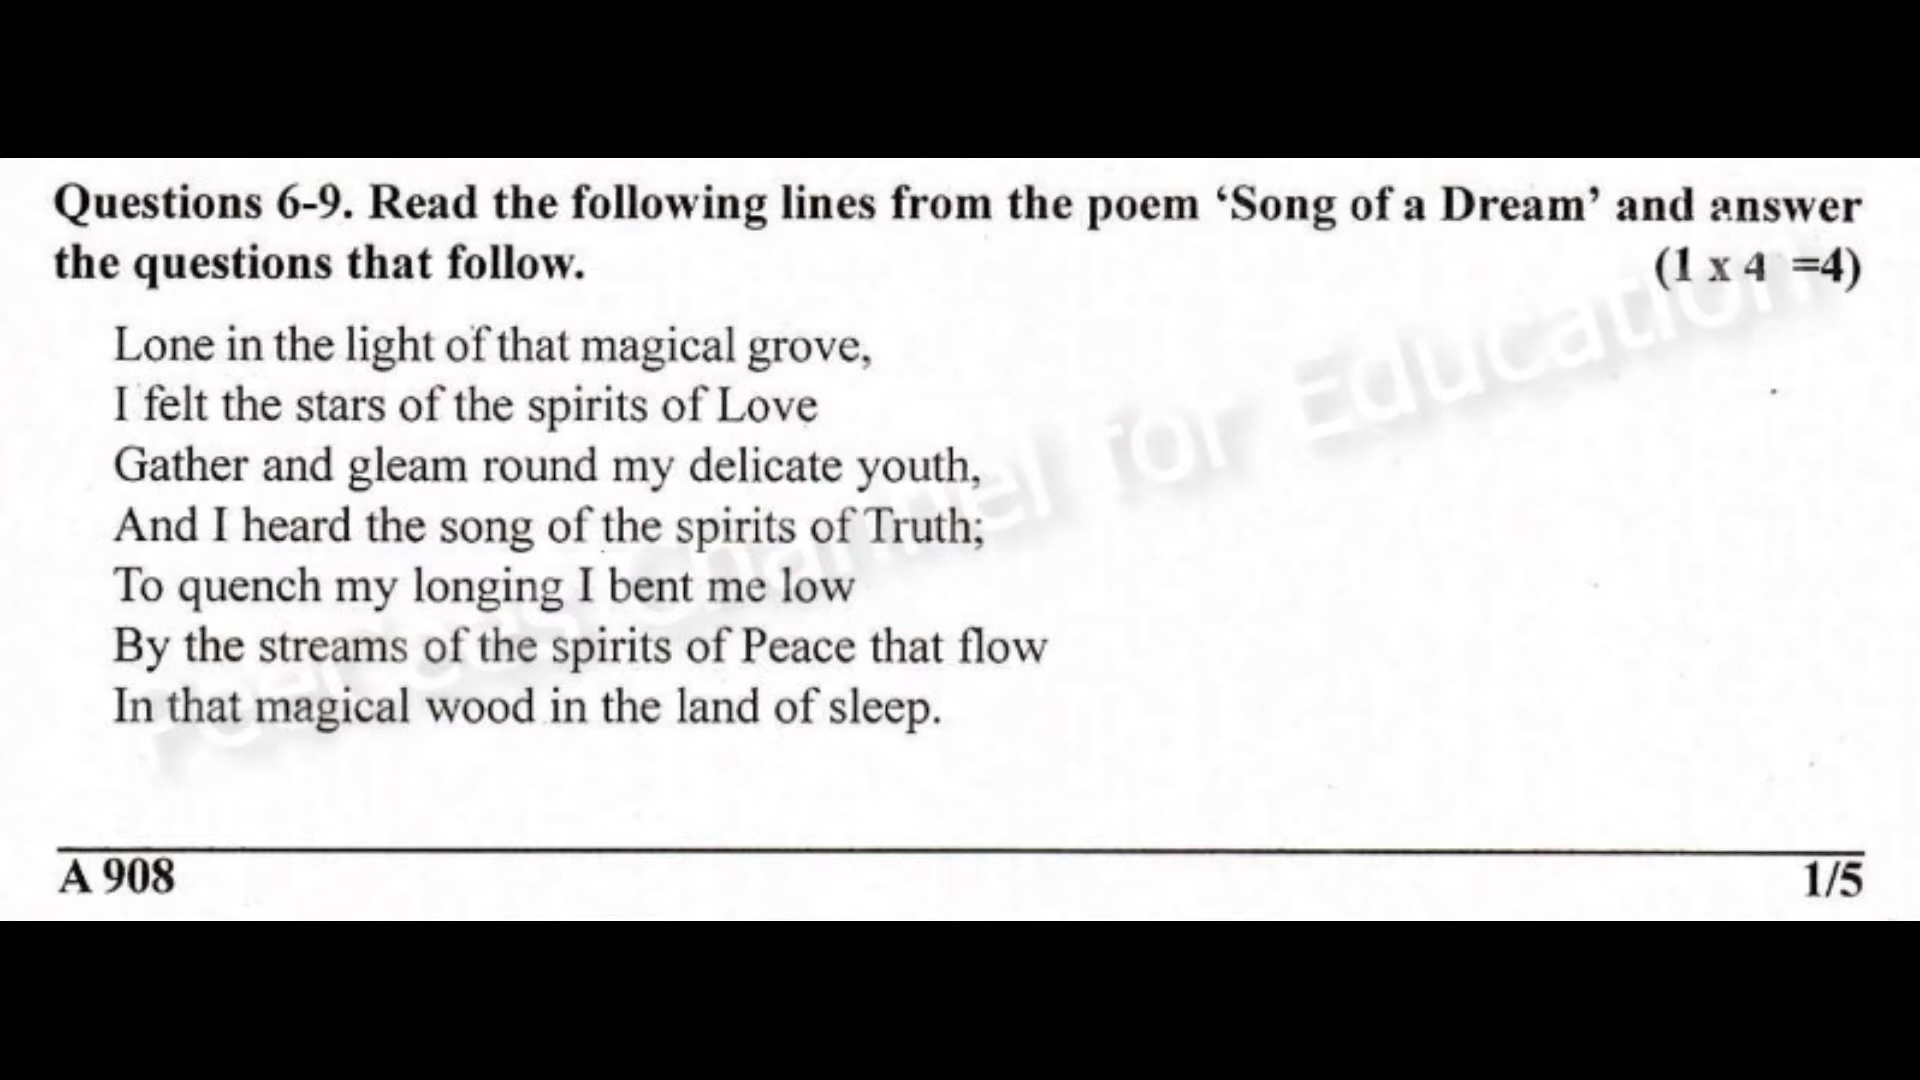 Questions 6-9. Read the following lines from the poem ‘Song of a Dream’ and answer
the questions that follow. (1 x 4 =4)
Lone in the light of that magical grove,
I felt the stars of the spirits of Love
Gather and gleam round my delicate youth,
And I heard the song of the spirits of Truth;
To quench my longing I bent me low
By the streams of the spirits of Peace that flow
In that magical wood in the land of sleep.
Channel for Education
A 908 1/5